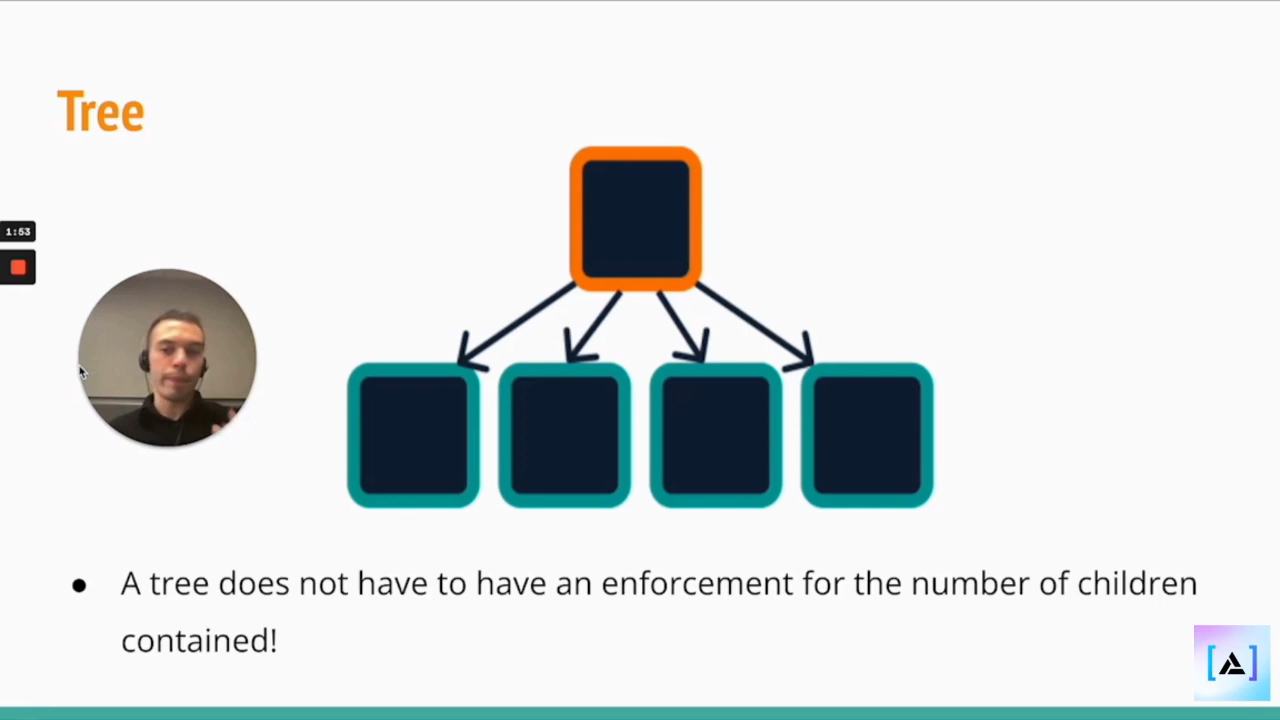 Tree
1:53
● A tree does not have to have an enforcement for the number of children
contained!